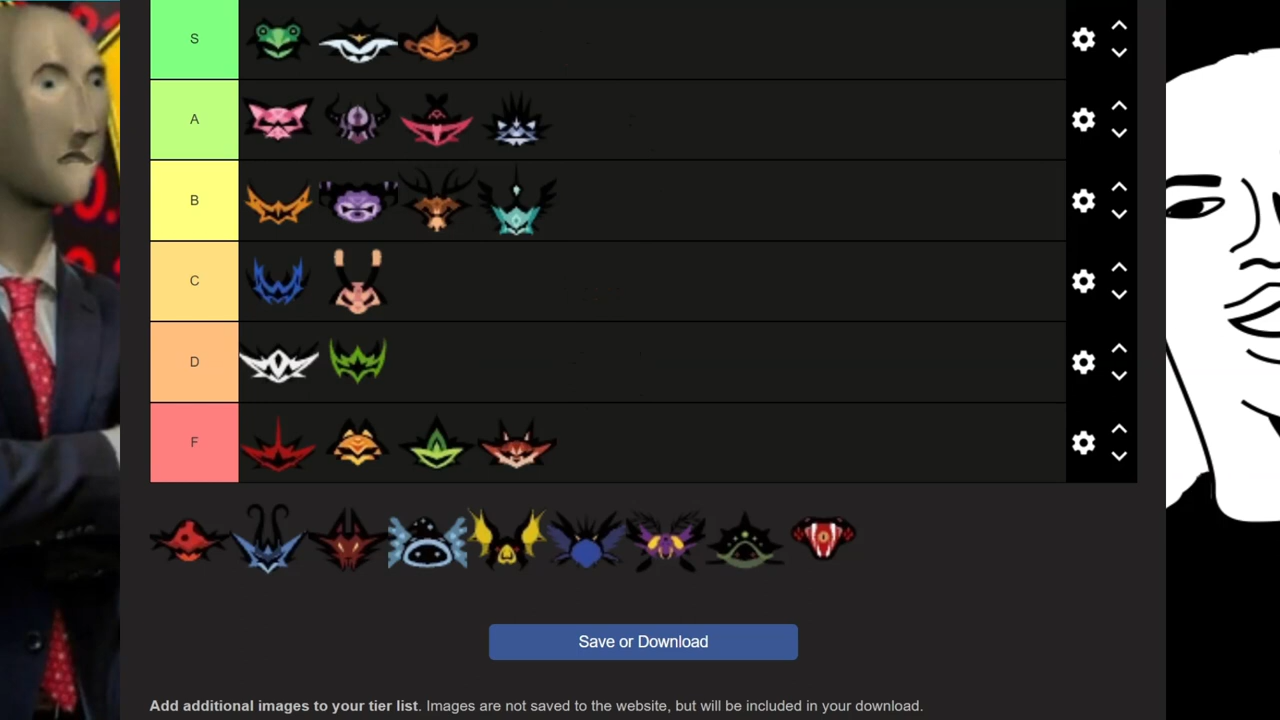 S
A
B
C
D
F
Save or Download
Add additional images to your tier list. Images are not saved to the website, but will be included in your download.